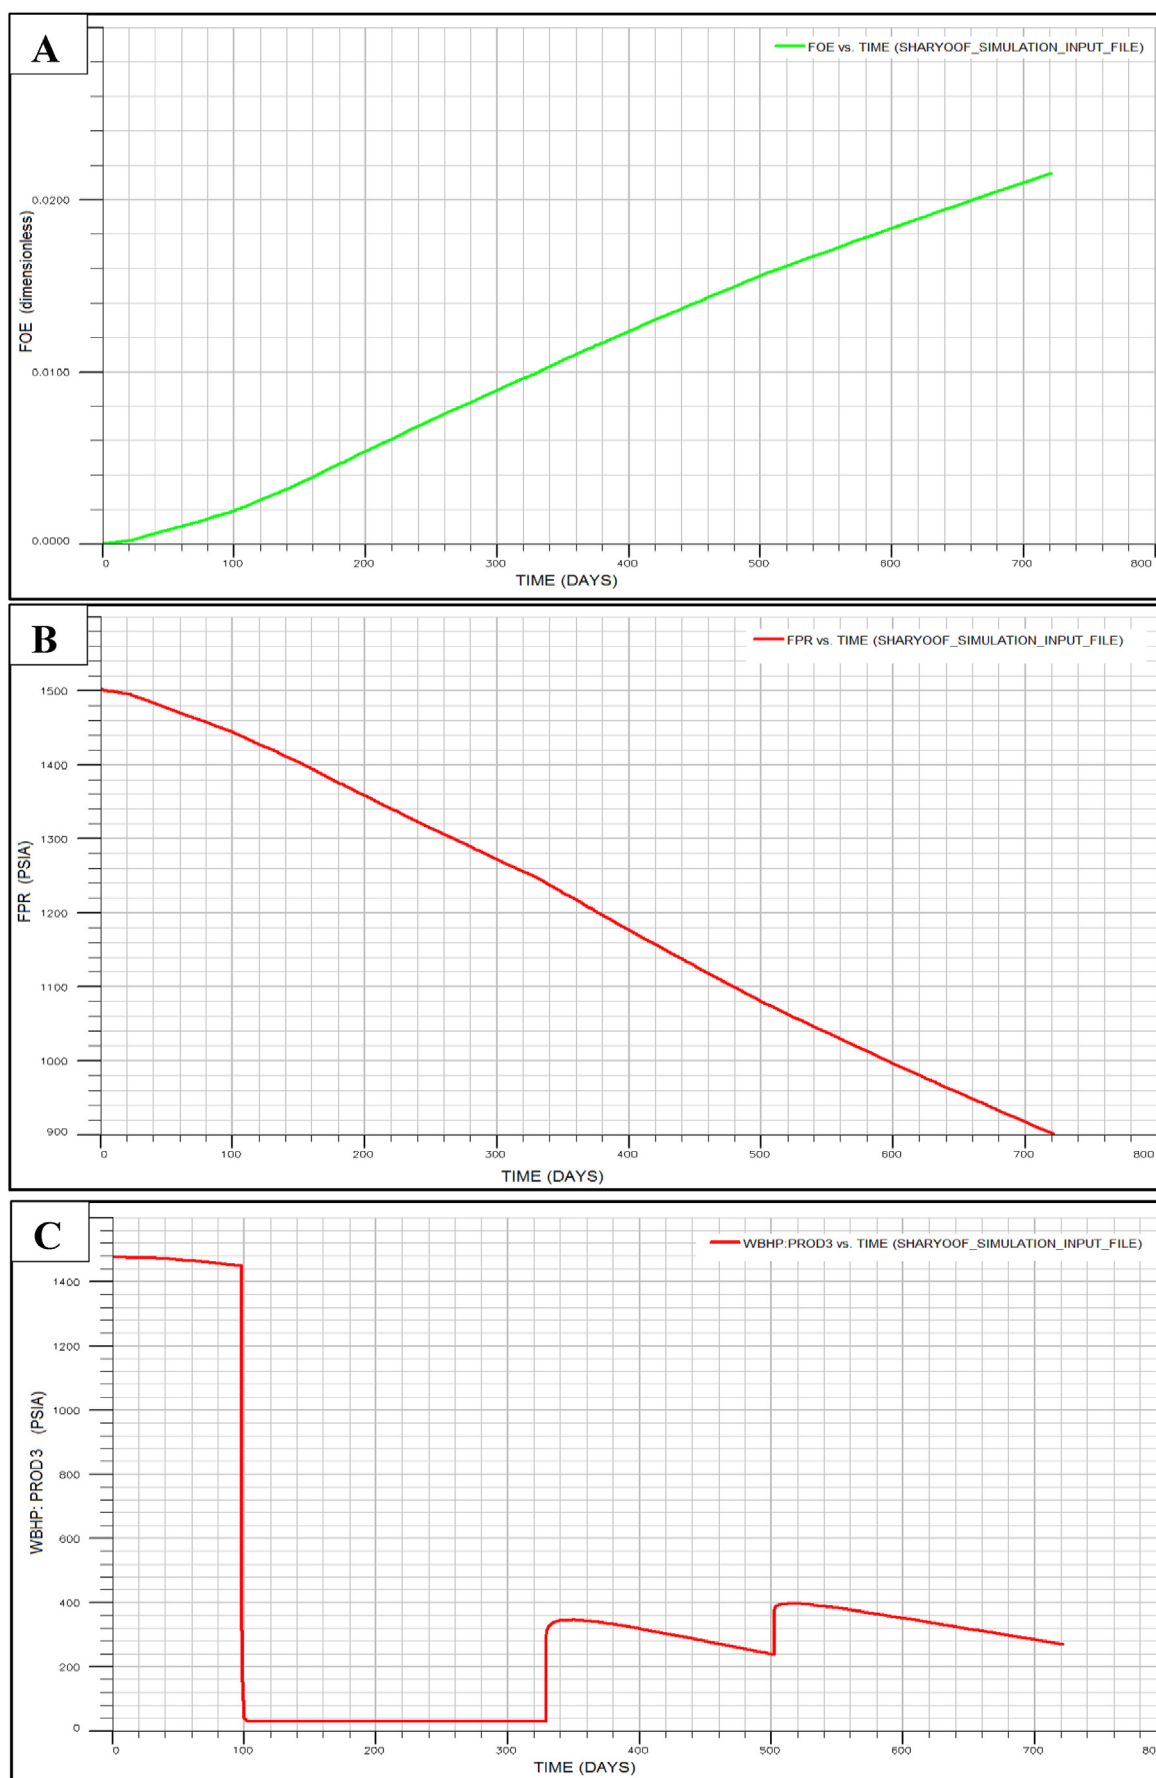 A
FOE vs. TIME (SHARYOOF_SIMULATION_INPUT_FILE)
FOE (dimensionless)
0.0200
0.0100
0.0000
0 100 200 300 400 500 600 700 800
TIME (DAYS)
B
FPR vs. TIME (SHARYOOF_SIMULATION_INPUT_FILE)
FPR (PSIA)
1500
1400
1300
1200
1100
1000
900
0 100 200 300 400 500 600 700 800
TIME (DAYS)
C
WBHP:PROD3 vs. TIME (SHARYOOF_SIMULATION_INPUT_FILE)
WBHP: PROD3 (PSIA)
1400
1200
1000
800
600
400
200
0
0 100 200 300 400 500 600 700 800
TIME (DAYS)